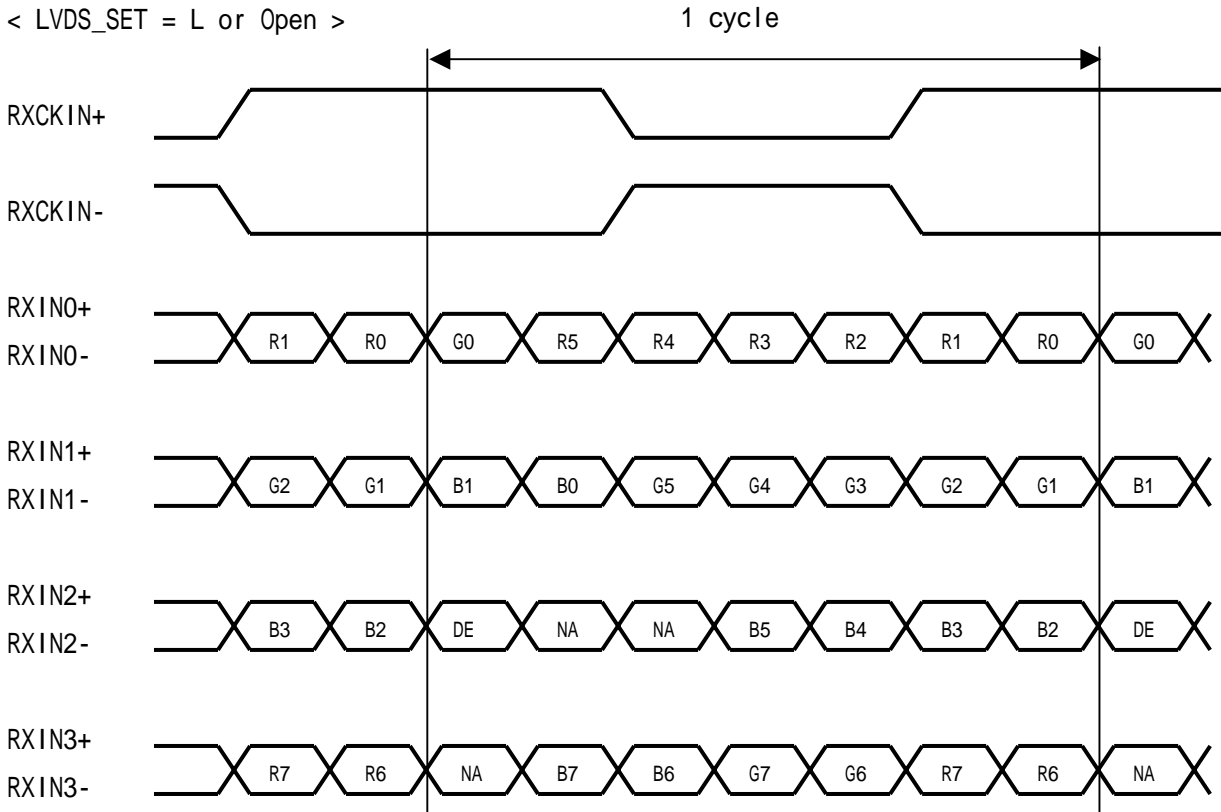 < LVDS_SET = L or Open >
1 cycle
RXCKIN+
RXCKIN-
RXIN0+
RXIN0-
R1 R0 G0 R5 R4 R3 R2 R1 R0 G0
RXIN1+
RXIN1-
G2 G1 B1 B0 G5 G4 G3 G2 G1 B1
RXIN2+
RXIN2-
B3 B2 DE NA NA B5 B4 B3 B2 DE
RXIN3+
RXIN3-
R7 R6 NA B7 B6 G7 G6 R7 R6 NA